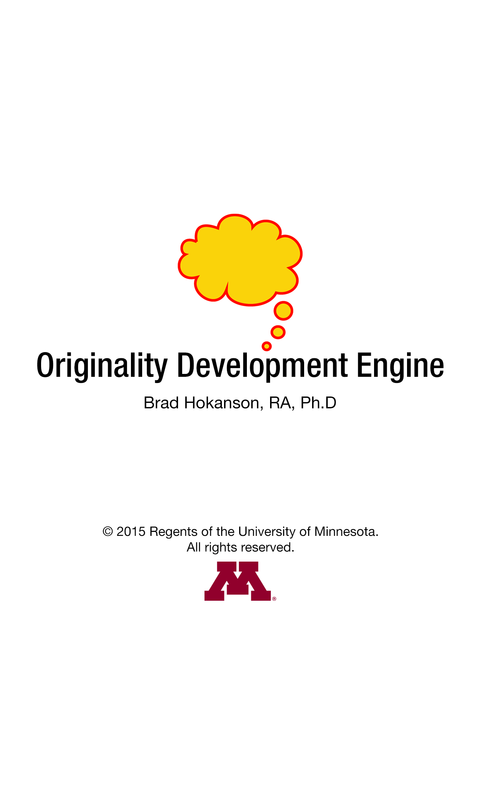 Originality Development Engine
Brad Hokanson, RA, Ph.D
© 2015 Regents of the University of Minnesota.
All rights reserved.
M®